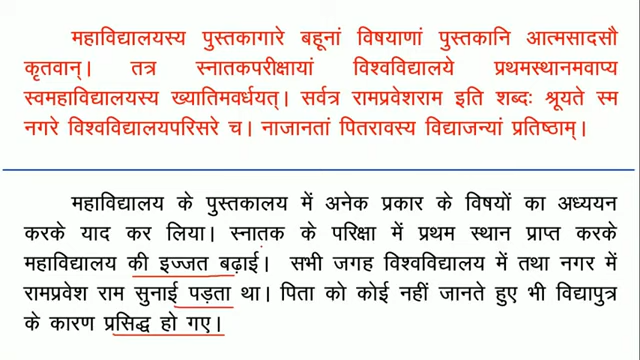 महाविद्यालयस्य पुस्तकागारे बहूनां विषयाणां पुस्तकानि आत्मसादसौ
कृतवान्। तत्र स्नातकपरीक्षायां विश्वविद्यालये प्रथमस्थानमवाप्य
स्वमहाविद्यालयस्य ख्यातिमवर्धयत्। सर्वत्र रामप्रवेशराम इति शब्दः श्रूयते स्म
नगरे विश्वविद्यालयपरिसरे च। नाजानतां पितरावस्य विद्याजन्यां प्रतिष्ठाम्।
महाविद्यालय के पुस्तकालय में अनेक प्रकार के विषयों का अध्ययन
करके याद कर लिया। स्नातक के परिक्षा में प्रथम स्थान प्राप्त करके
महाविद्यालय की इज्जत बढ़ाई। सभी जगह विश्वविद्यालय में तथा नगर में
रामप्रवेश राम सुनाई पड़ता था। पिता को कोई नहीं जानते हुए भी विद्यापुत्र
के कारण प्रसिद्ध हो गए।